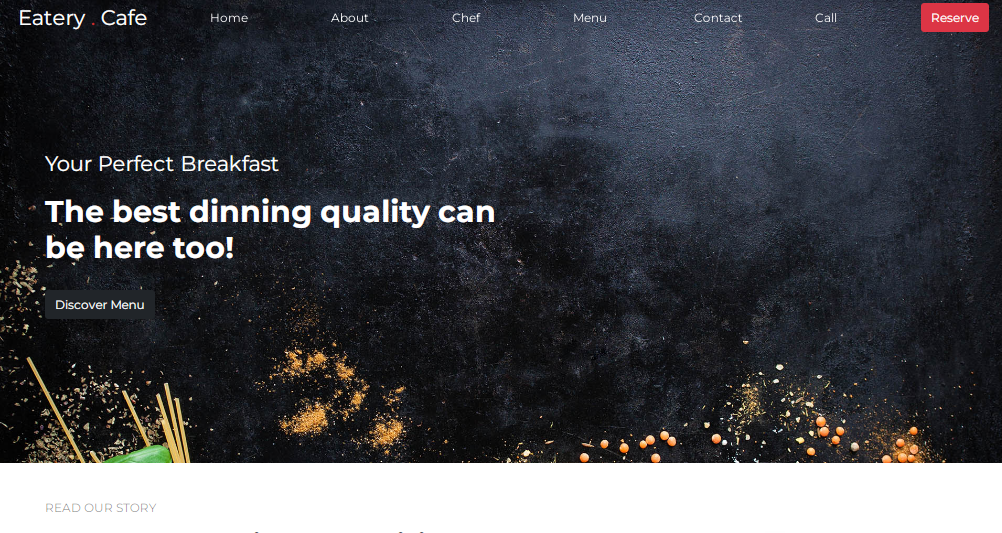 Eatery . Cafe
Home
About
Chef
Menu
Contact
Call
Reserve
Your Perfect Breakfast
The best dinning quality can
be here too!
Discover Menu
READ OUR STORY